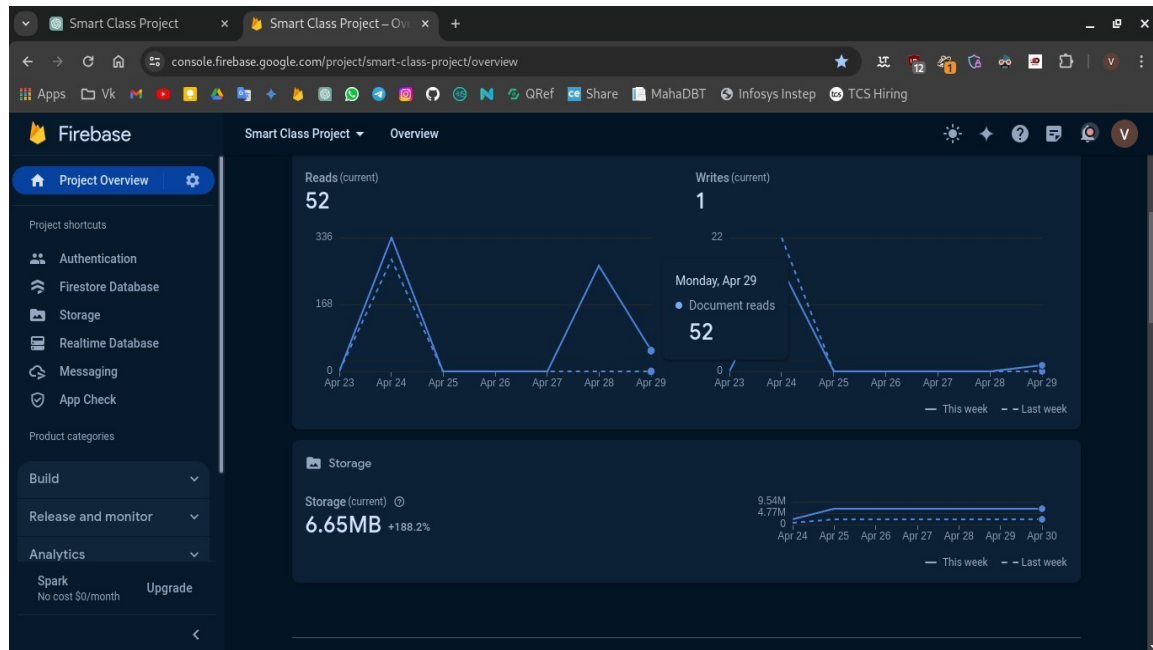 Smart Class Project
Smart Class Project – Ov
console.firebase.google.com/project/smart-class-project/overview
12
1
V
Apps
Vk
QRef
ce
Share
MahaDBT
Infosys Instep
tcs
TCS Hiring
Firebase
Smart Class Project
Overview
V
Project Overview
Project shortcuts
Authentication
Firestore Database
Storage
Realtime Database
Messaging
App Check
Product categories
Build
Release and monitor
Analytics
Spark
No cost $0/month
Upgrade
Reads (current)
52
336
168
0
Apr 23 Apr 24 Apr 25 Apr 26 Apr 27 Apr 28 Apr 29
Writes (current)
1
22
0
Apr 23 Apr 24 Apr 25 Apr 26 Apr 27 Apr 28 Apr 29
Monday, Apr 29
Document reads
52
This week Last week
Storage
Storage (current)
6.65MB +188.2%
9.54M
4.77M
0
Apr 24 Apr 25 Apr 26 Apr 27 Apr 28 Apr 29 Apr 30
This week Last week